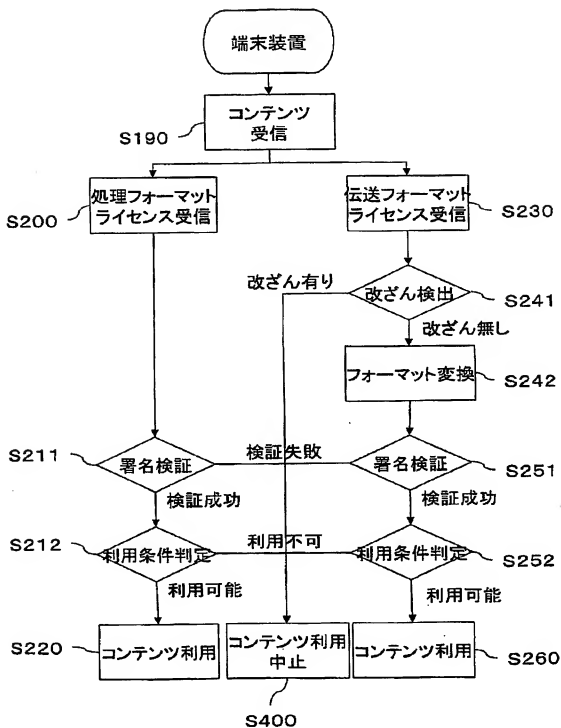 端末装置
コンテンツ
受信
S190
処理フォーマット
ライセンス受信
S200
伝送フォーマット
ライセンス受信
S230
改ざん有り
改ざん検出
S241
改ざん無し
フォーマット変換
S242
S211
署名検証
検証失敗
署名検証
S251
検証成功
検証成功
S212
利用条件判定
利用不可
利用条件判定
S252
利用可能
利用可能
S220
コンテンツ利用
コンテンツ利用
中止
コンテンツ利用
S260
S400